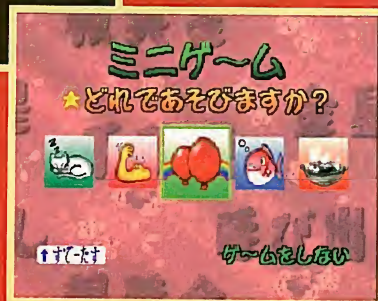 ミニゲーム
★どれであそびますか？
↑すてーたす
ゲームをしない